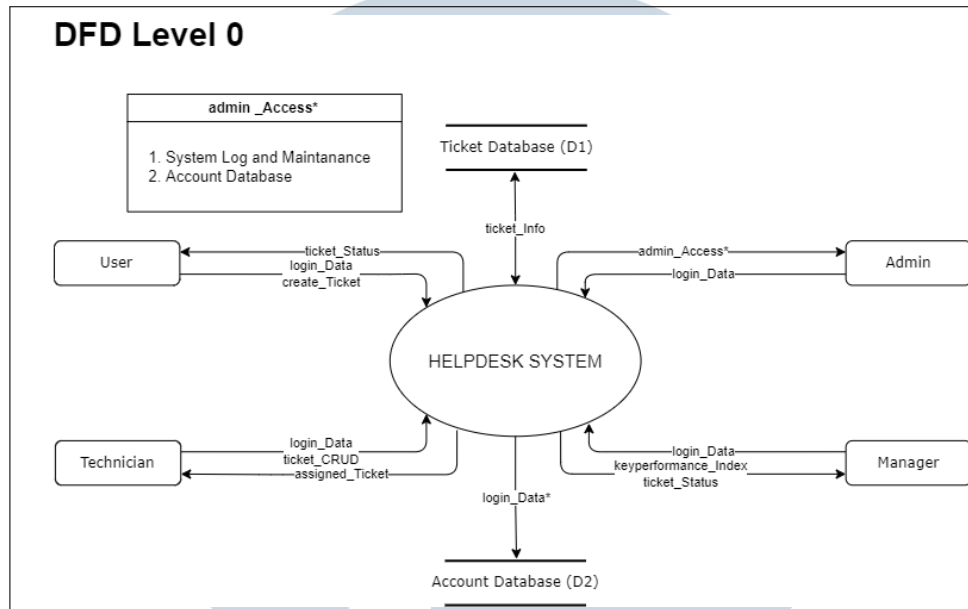 DFD Level 0
admin _Access*
1. System Log and Maintanance
2. Account Database
Ticket Database (D1)
ticket_Info
User
ticket_Status
login_Data
create_Ticket
admin_Access*
login_Data
Admin
HELPDESK SYSTEM
Technician
login_Data
ticket_CRUD
assigned_Ticket
login_Data
keyperformance_Index
ticket_Status
Manager
login_Data*
Account Database (D2)